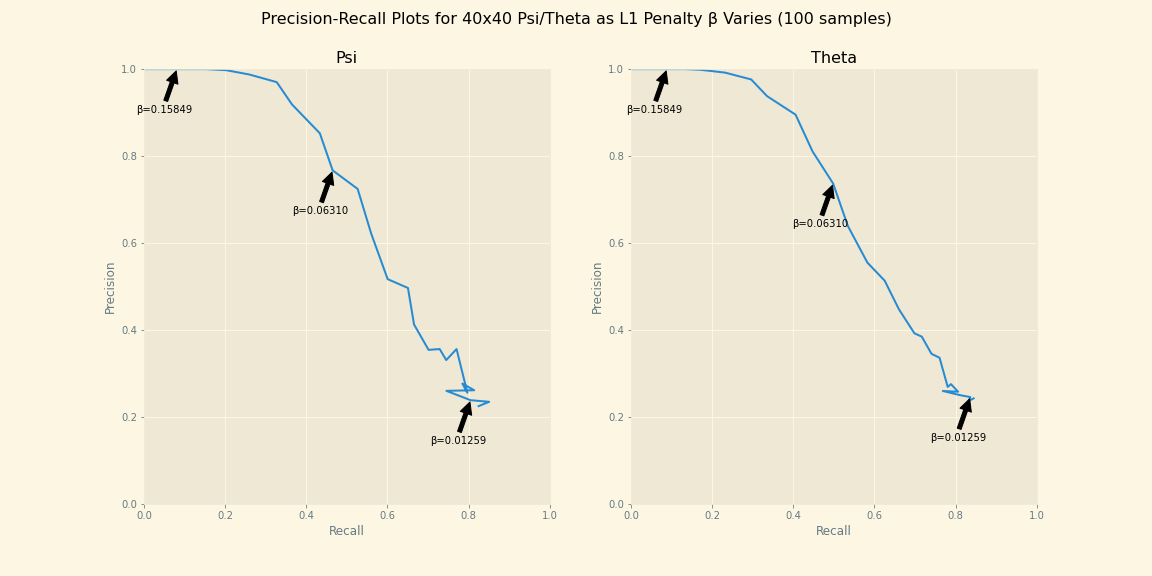 Precision-Recall Plots for 40x40 Psi/Theta as L1 Penalty β Varies (100 samples)
Psi
1.0
0.8
0.6
0.4
0.2
0.0
Precision
β=0.15849
β=0.06310
β=0.01259
0.0 0.2 0.4 0.6 0.8 1.0
Recall
Theta
1.0
0.8
0.6
0.4
0.2
0.0
Precision
β=0.15849
β=0.06310
β=0.01259
0.0 0.2 0.4 0.6 0.8 1.0
Recall